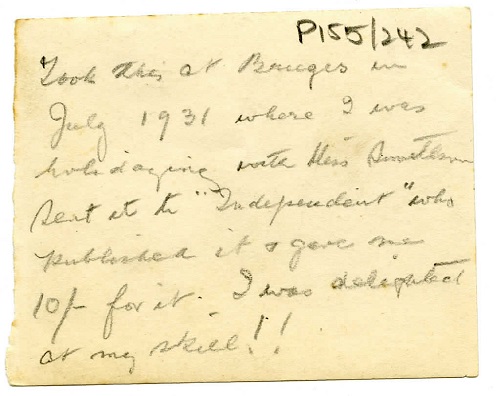 P155/242
Took this at Bruges in
July 1931 where I was
holidaying with Miss
Sent it to "Independent" who
published it & gave me
10/- for it. I was delighted
at my skill!!